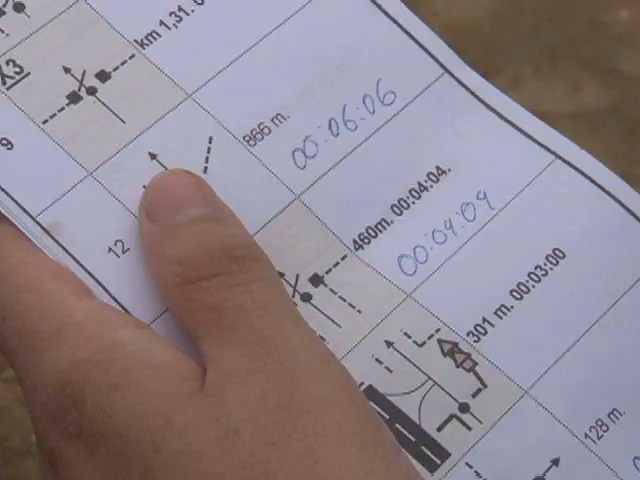 X3
km 1,31.
9
866 m.
00:06:06
12
460m. 00:04:04.
00:04:04
301 m. 00:03:00
128 m.